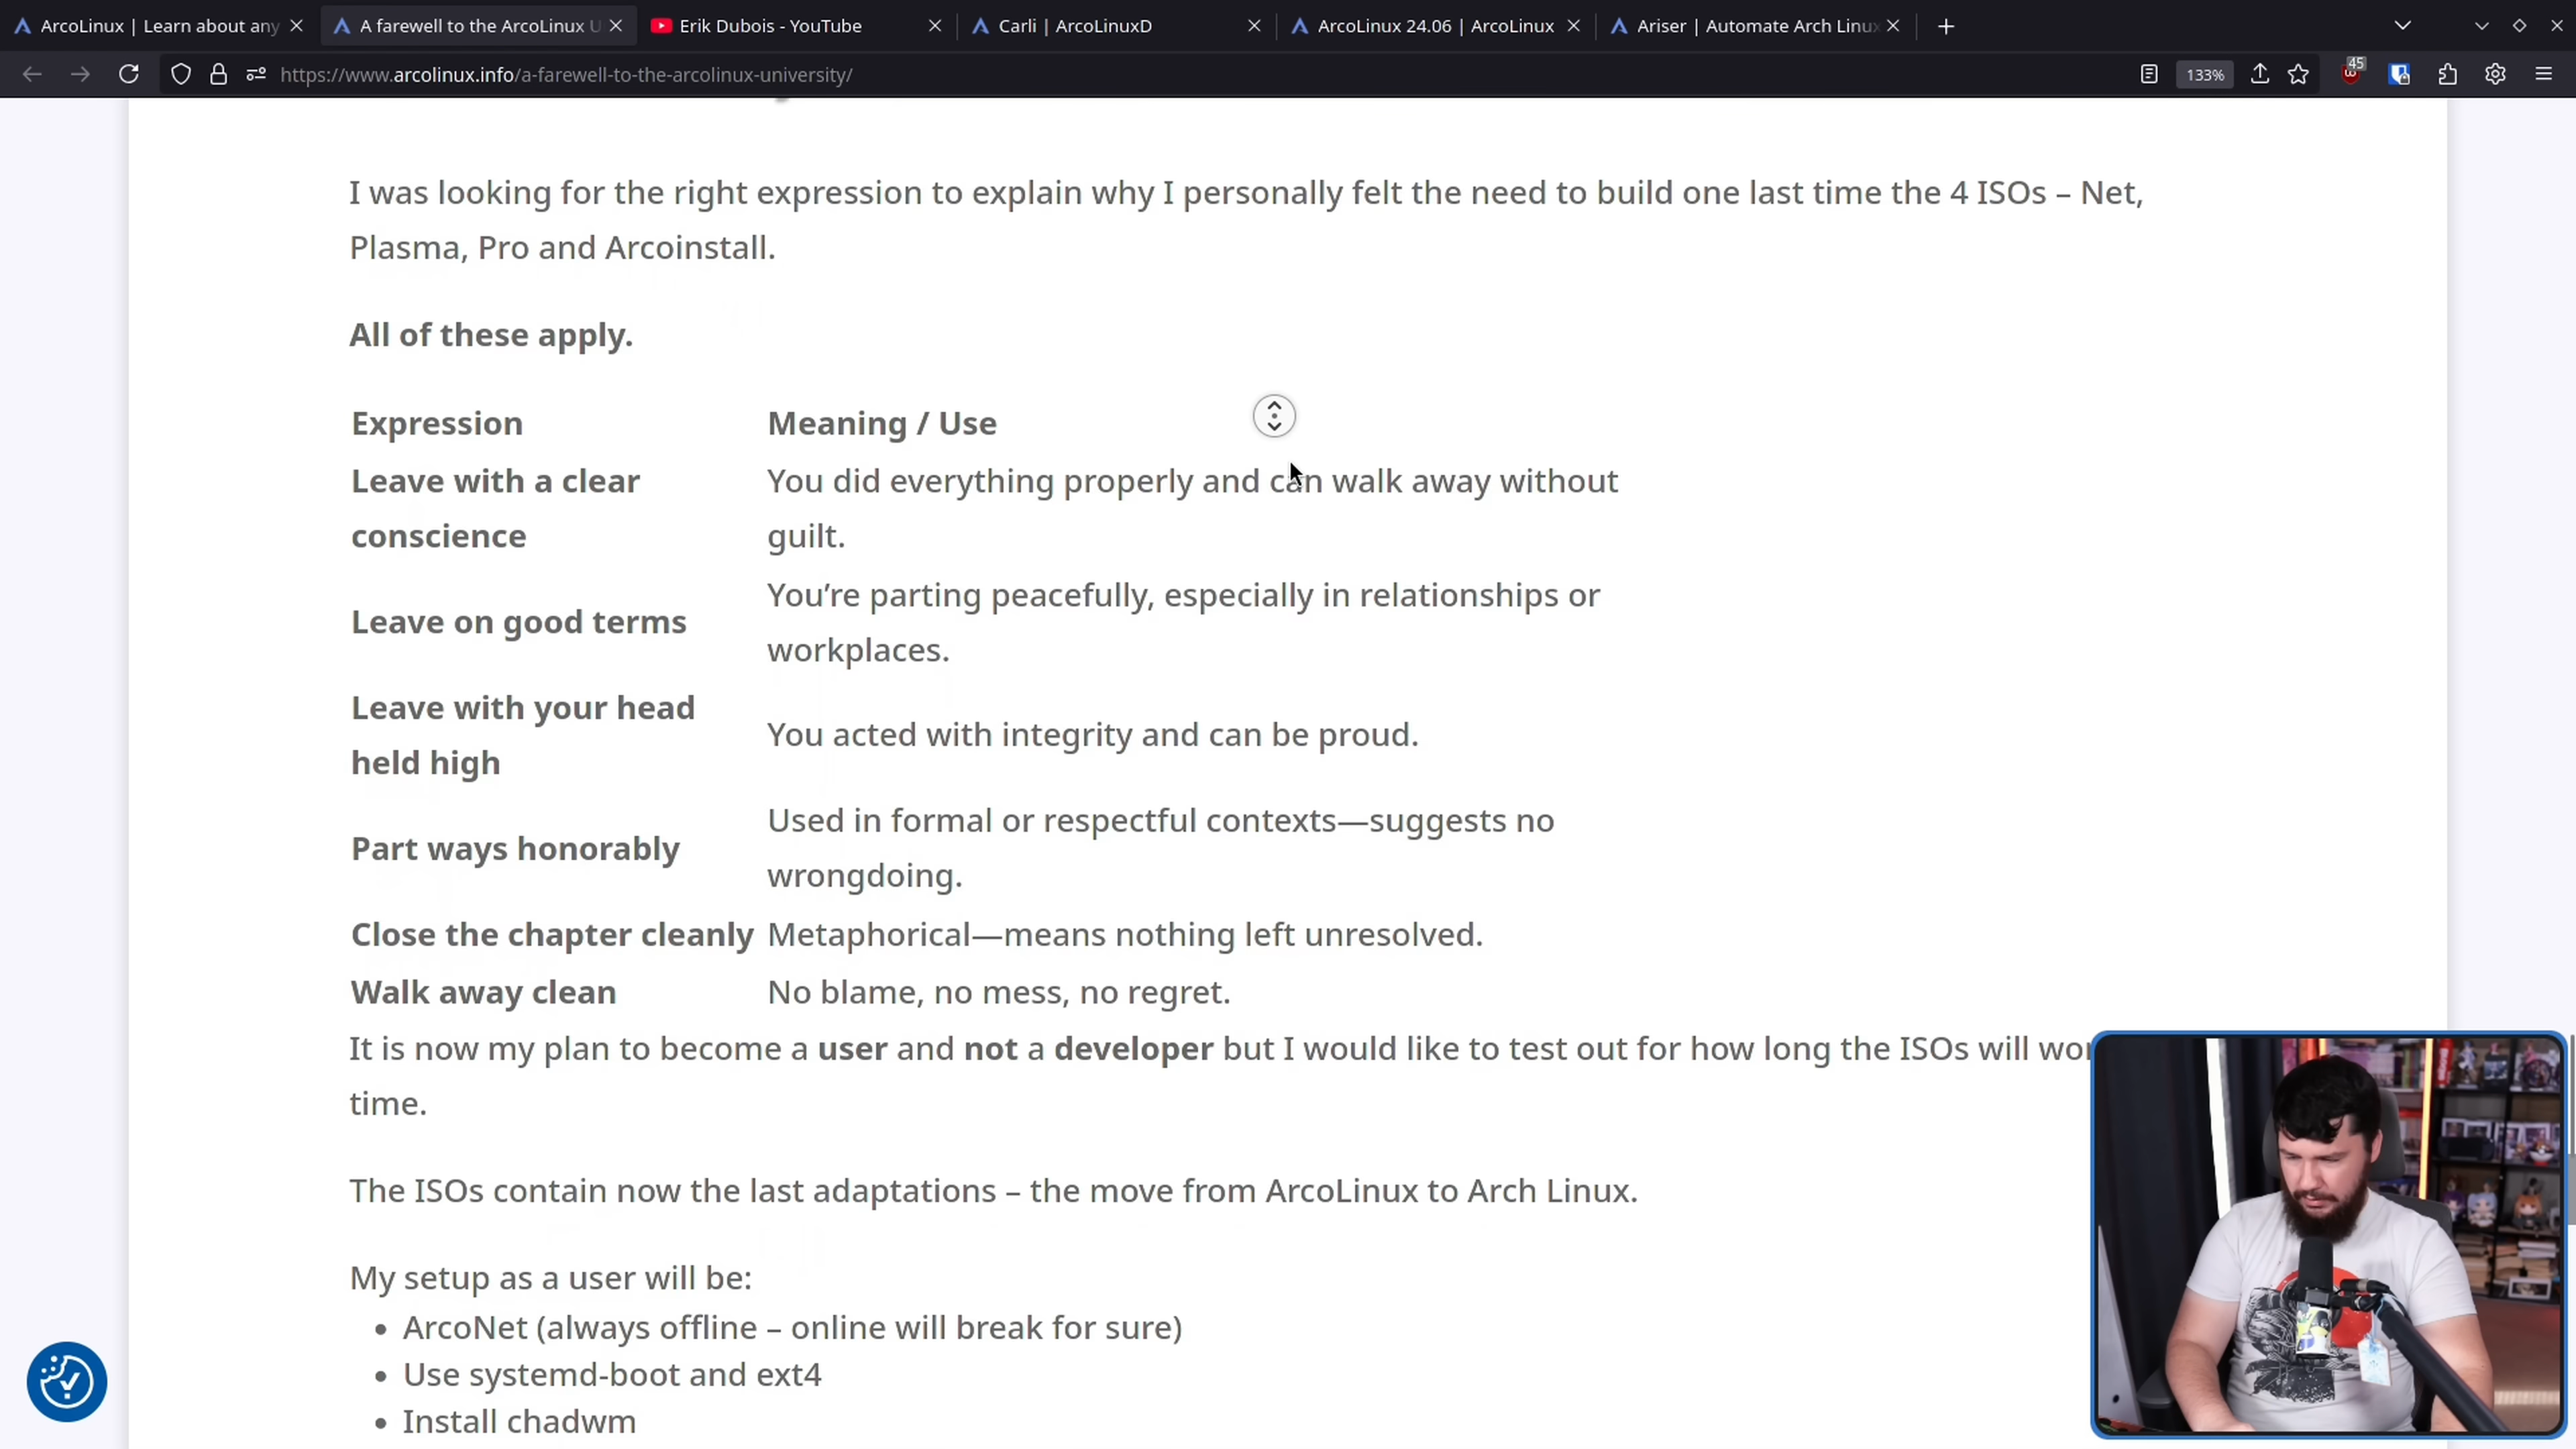 ArcoLinux | Learn about any
A farewell to the ArcoLinux U
Erik Dubois - YouTube
Carli | ArcoLinuxD
ArcoLinux 24.06 | ArcoLinux
Ariser | Automate Arch Linux
https://www.arcolinux.info/a-farewell-to-the-arcolinux-university/
133%
45
I was looking for the right expression to explain why I personally felt the need to build one last time the 4 ISOs – Net,
Plasma, Pro and Arcoinstall.
All of these apply.
Expression Meaning / Use
Leave with a clear
conscience
You did everything properly and can walk away without
guilt.
Leave on good terms
You’re parting peacefully, especially in relationships or
workplaces.
Leave with your head
held high
You acted with integrity and can be proud.
Part ways honorably
Used in formal or respectful contexts—suggests no
wrongdoing.
Close the chapter cleanly Metaphorical—means nothing left unresolved.
Walk away clean No blame, no mess, no regret.
It is now my plan to become a user and not a developer but I would like to test out for how long the ISOs will wor
time.
The ISOs contain now the last adaptations – the move from ArcoLinux to Arch Linux.
My setup as a user will be:
• ArcoNet (always offline – online will break for sure)
• Use systemd-boot and ext4
• Install chadwm